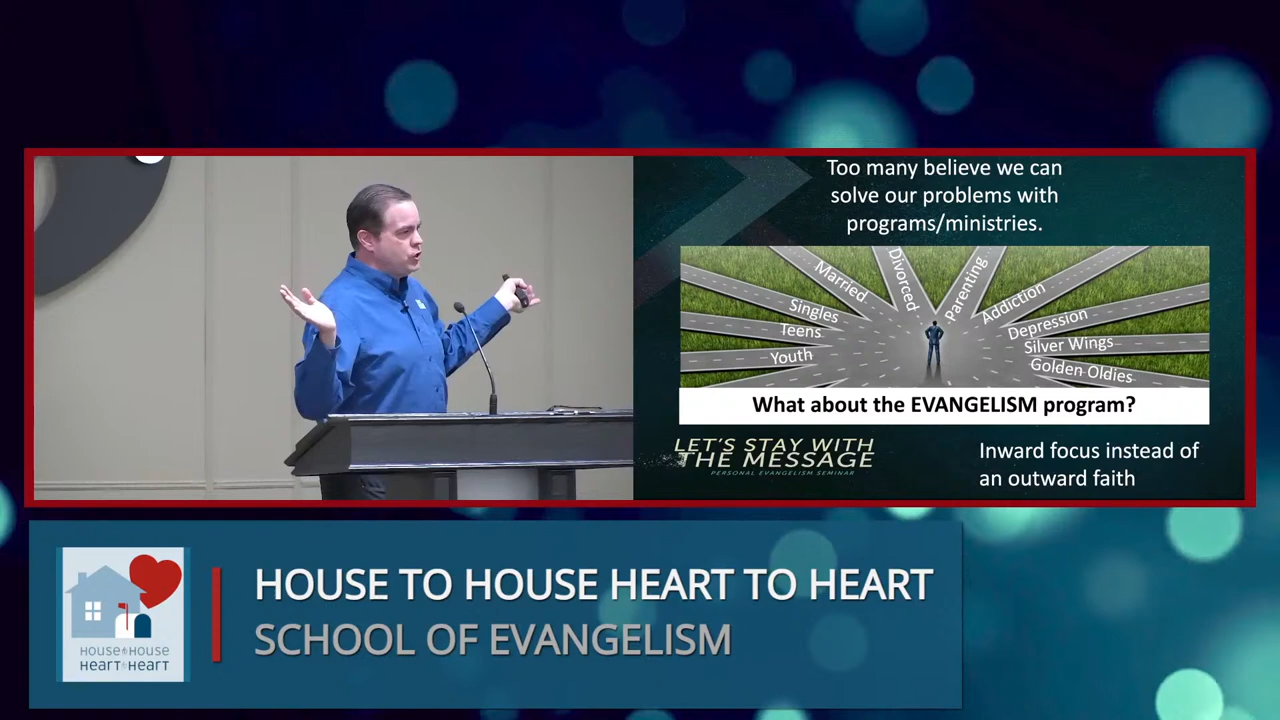 Too many believe we can
solve our problems with
programs/ministries.
Youth
Teens
Singles
Married
Divorced
Parenting
Addiction
Depression
Silver Wings
Golden Oldies
What about the EVANGELISM program?
LET'S STAY WITH
THE MESSAGE
PERSONAL EVANGELISM SEMINAR
Inward focus instead of
an outward faith
HOUSE TO HOUSE HEART TO HEART
SCHOOL OF EVANGELISM
HOUSE TO HOUSE
HEART TO HEART